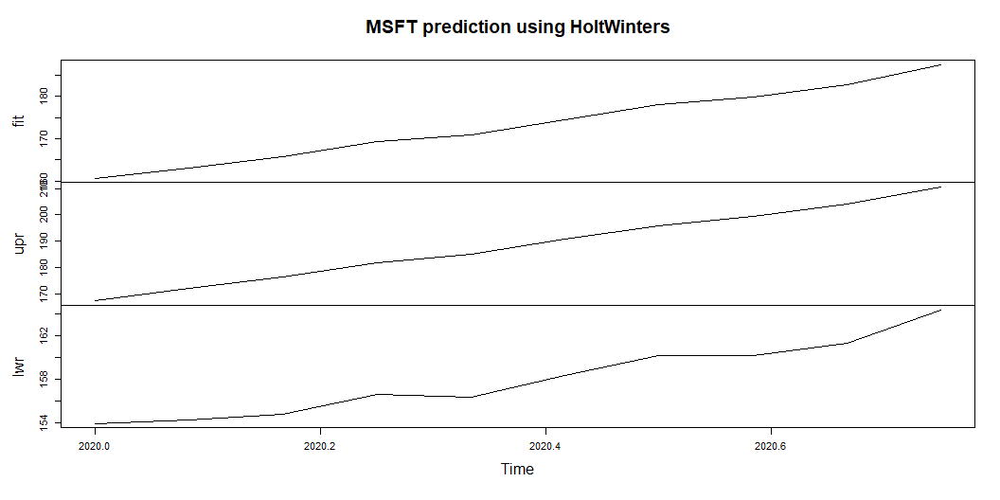 MSFT prediction using HoltWinters
fit
180
170
160
upr
210
200
190
180
170
lwr
162
158
154
2020.0 2020.2 2020.4 2020.6
Time